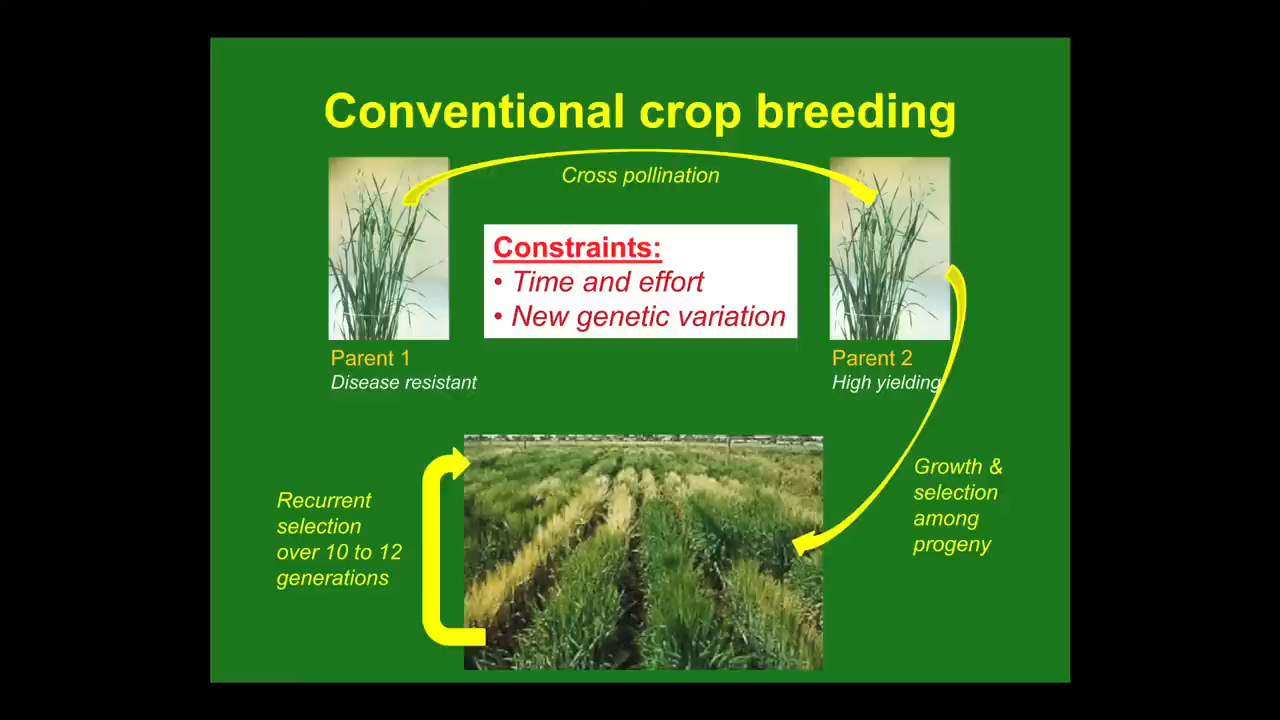 Conventional crop breeding
Cross pollination
Constraints:
• Time and effort
• New genetic variation
Parent 1
Disease resistant
Parent 2
High yielding
Growth &
selection
among
progeny
Recurrent
selection
over 10 to 12
generations